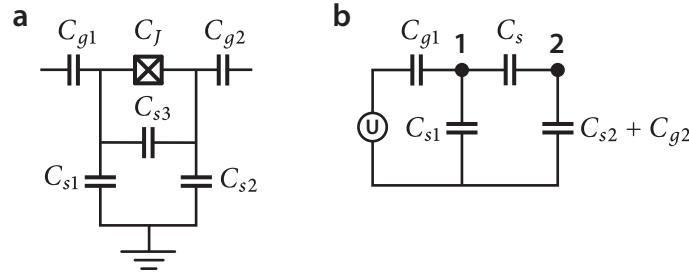 a
C_{g1} C_J C_{g2}
C_{s3}
C_{s1} C_{s2}
b
C_{g1} 1 C_s 2
U C_{s1} C_{s2} + C_{g2}